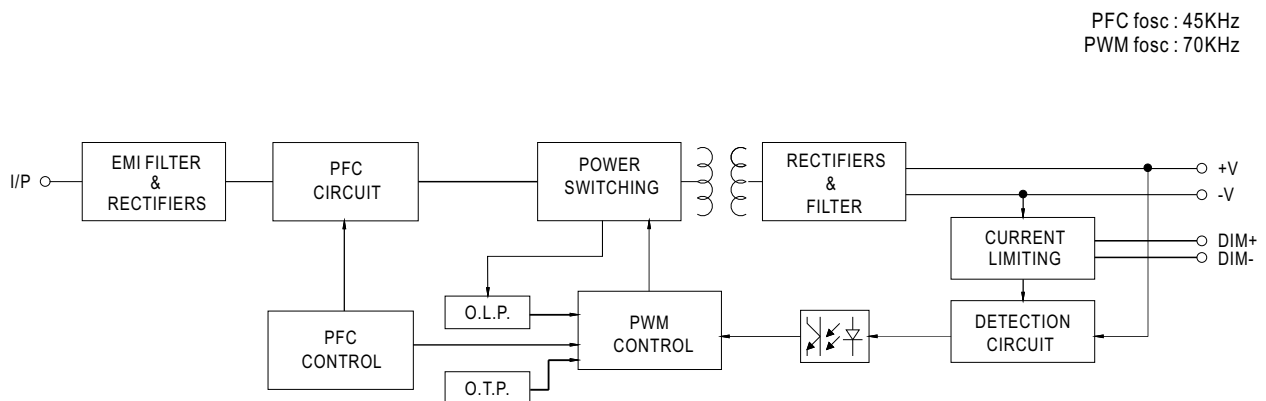 PFC fosc : 45KHz
PWM fosc : 70KHz
I/P
EMI FILTER
&
RECTIFIERS
PFC
CIRCUIT
POWER
SWITCHING
RECTIFIERS
&
FILTER
+V
-V
CURRENT
LIMITING
DIM+
DIM-
O.L.P.
PFC
CONTROL
PWM
CONTROL
DETECTION
CIRCUIT
O.T.P.